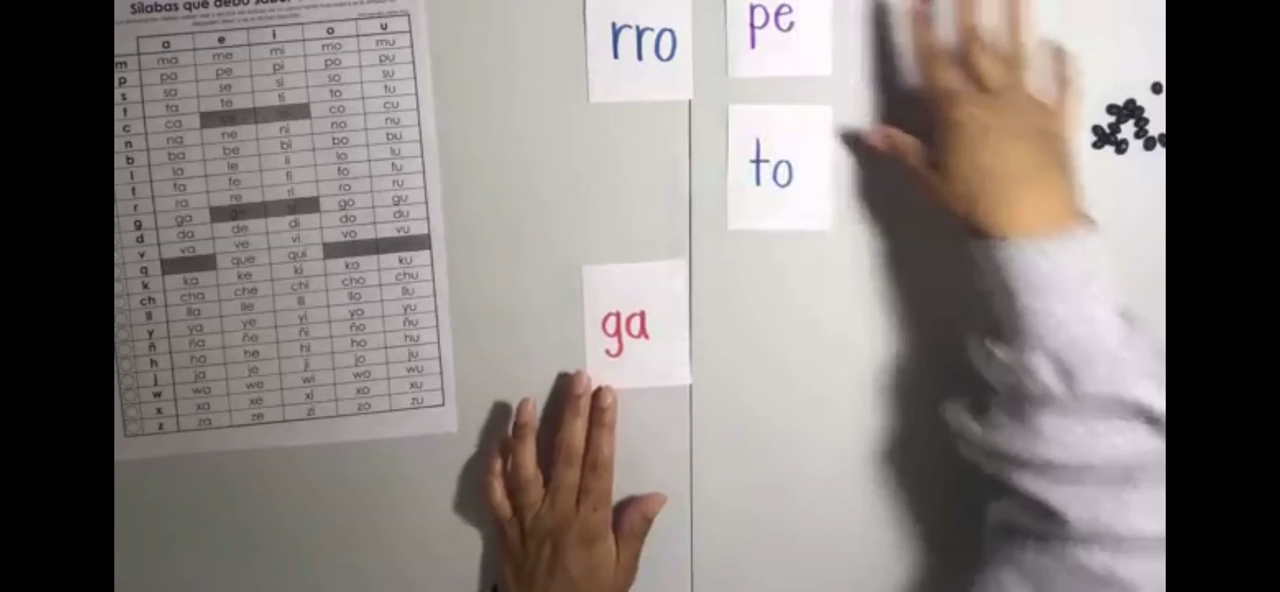 Sílabas que debo saber
a e i o u
m ma me mi mo mu
p pa pe pi po pu
s sa se si so su
t ta te ti to tu
c ca co cu
n na ne ni no nu
b ba be bi bo bu
l la le li lo lu
f fa fe fi fo fu
r ra re ri ro ru
g ga go gu
d da de di do du
v va ve vi vo vu
q que qui
k ka ke ki ko ku
ch cha che chi cho chu
ll lla lle lli llo llu
y ya ye yi yo yu
ñ ña ñe ñi ño ñu
h ha he hi ho hu
j ja je ji jo ju
w wa we wi wo wu
x xa xe xi xo xu
z za ze zi zo zu
rro
pe
to
ga